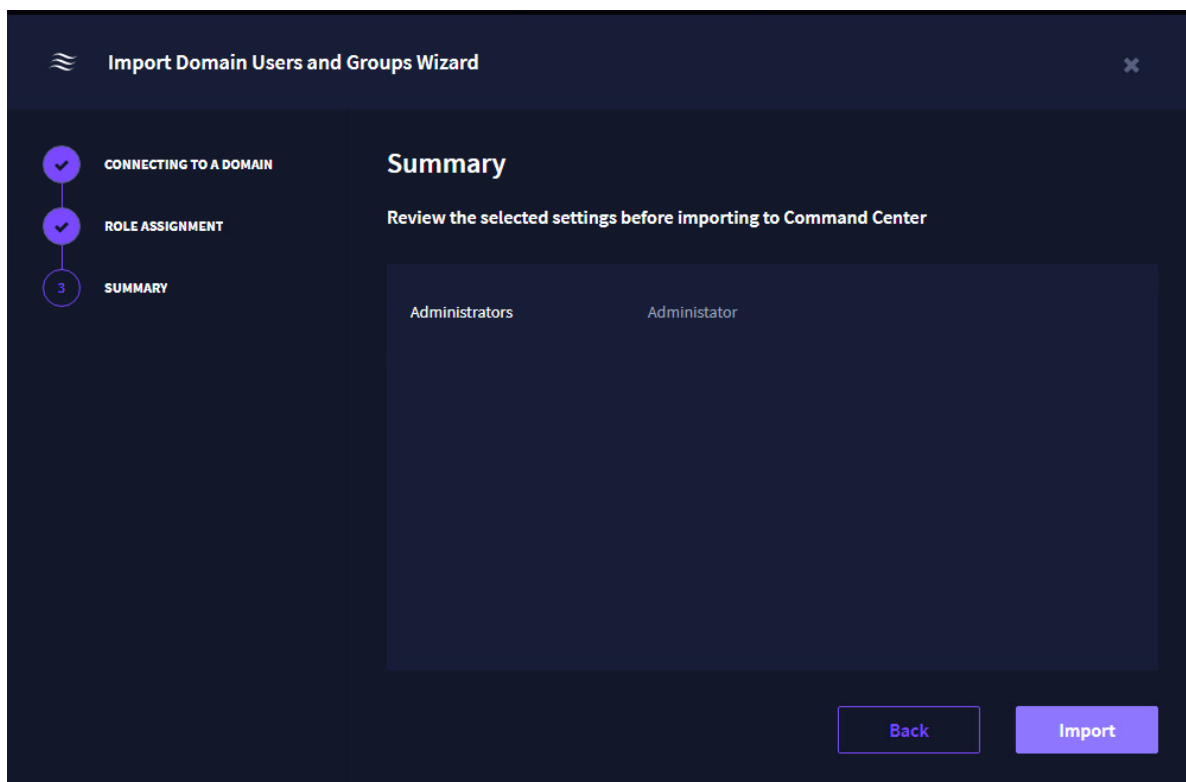 Import Domain Users and Groups Wizard
CONNECTING TO A DOMAIN
ROLE ASSIGNMENT
3 SUMMARY
Summary
Review the selected settings before importing to Command Center
Administrators Administator
Back Import